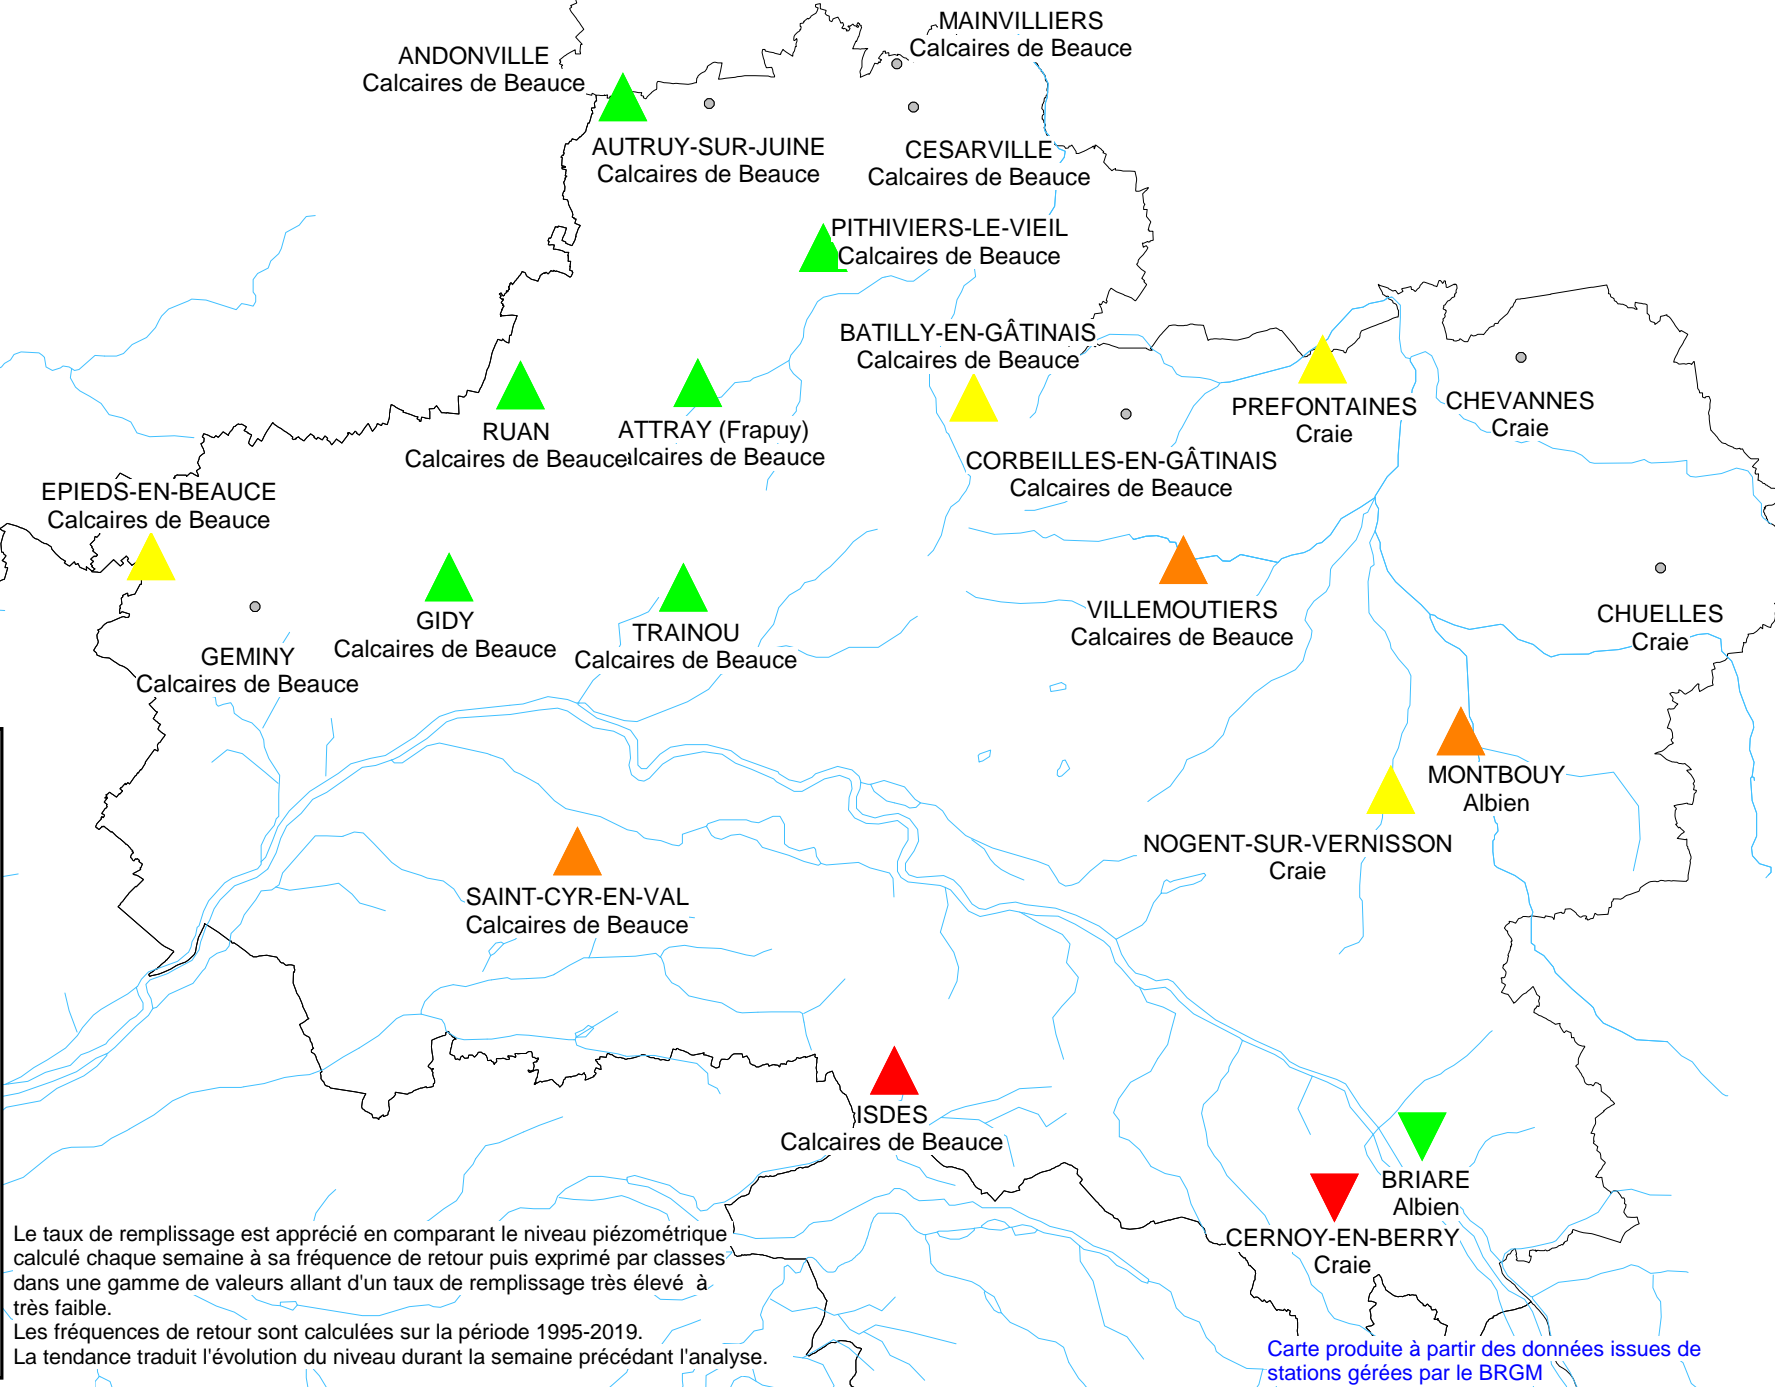 MAINVILLIERS
Calcaires de Beauce
ANDONVILLE
Calcaires de Beauce
AUTRUY-SUR-JUINE
Calcaires de Beauce
CESARVILLE
Calcaires de Beauce
PITHIVIERS-LE-VIEIL
Calcaires de Beauce
BATILLY-EN-GÂTINAIS
Calcaires de Beauce
PREFONTAINES
Craie
CHEVANNES
Craie
RUAN
Calcaires de Beauce
ATTRAY (Frapuy)
alcaires de Beauce
CORBEILLES-EN-GÂTINAIS
Calcaires de Beauce
EPIEDS-EN-BEAUCE
Calcaires de Beauce
VILLEMOUTIERS
Calcaires de Beauce
CHUELLES
Craie
GIDY
Calcaires de Beauce
TRAINOU
Calcaires de Beauce
GEMINY
Calcaires de Beauce
MONTBOUY
Albien
NOGENT-SUR-VERNISSON
Craie
SAINT-CYR-EN-VAL
Calcaires de Beauce
ISDES
Calcaires de Beauce
BRIARE
Albien
CERNOY-EN-BERRY
Craie
Le taux de remplissage est apprécié en comparant le niveau piézométrique
calculé chaque semaine à sa fréquence de retour puis exprimé par classes
dans une gamme de valeurs allant d'un taux de remplissage très élevé à
très faible.
Les fréquences de retour sont calculées sur la période 1995-2019.
La tendance traduit l'évolution du niveau durant la semaine précédant l'analyse.
Carte produite à partir des données issues de
stations gérées par le BRGM